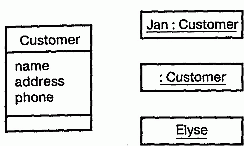 Customer
name
address
phone
Jan : Customer
: Customer
Elyse